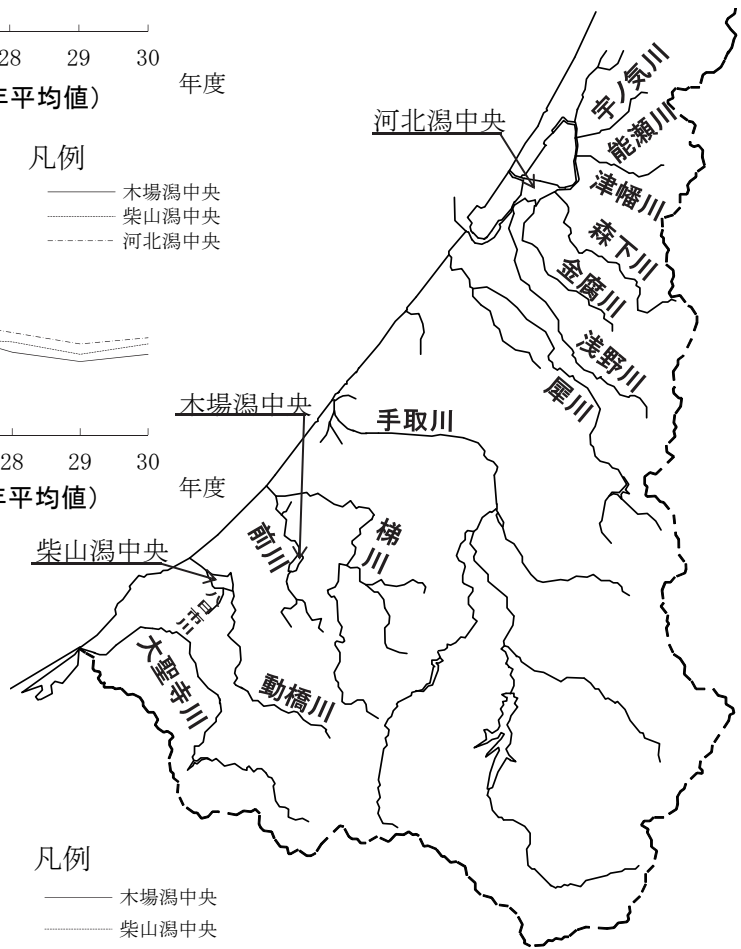 28 29 30
年度
年平均値）
凡例
木場潟中央
柴山潟中央
河北潟中央
28 29 30
年度
年平均値）
凡例
木場潟中央
柴山潟中央
河北潟中央
宇ノ気川
能瀬川
津幡川
森下川
金腐川
浅野川
犀川
木場潟中央
手取川
梯川
前川
柴山潟中央
八日市川
動橋川
大聖寺川